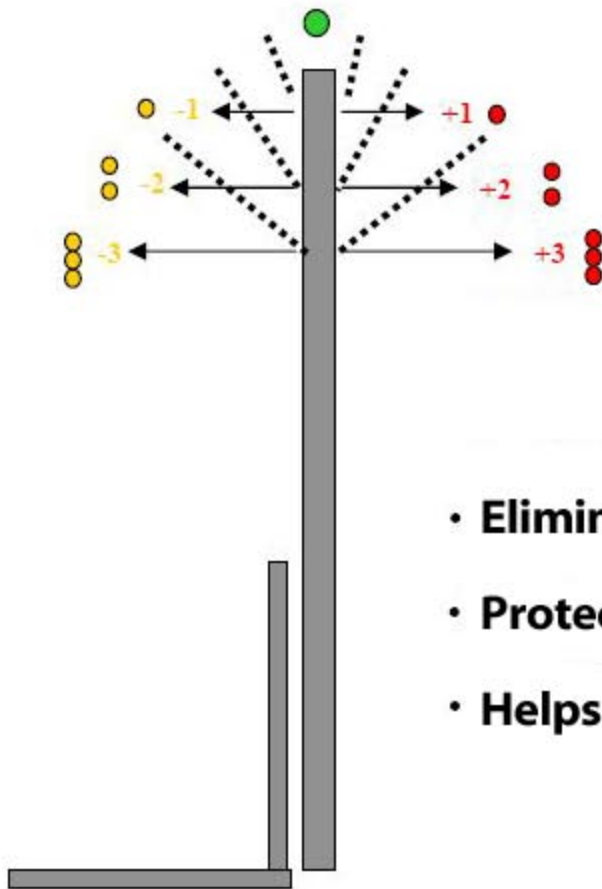 -1 +1
-2 +2
-3 +3
• Elimin
• Protec
• Helps